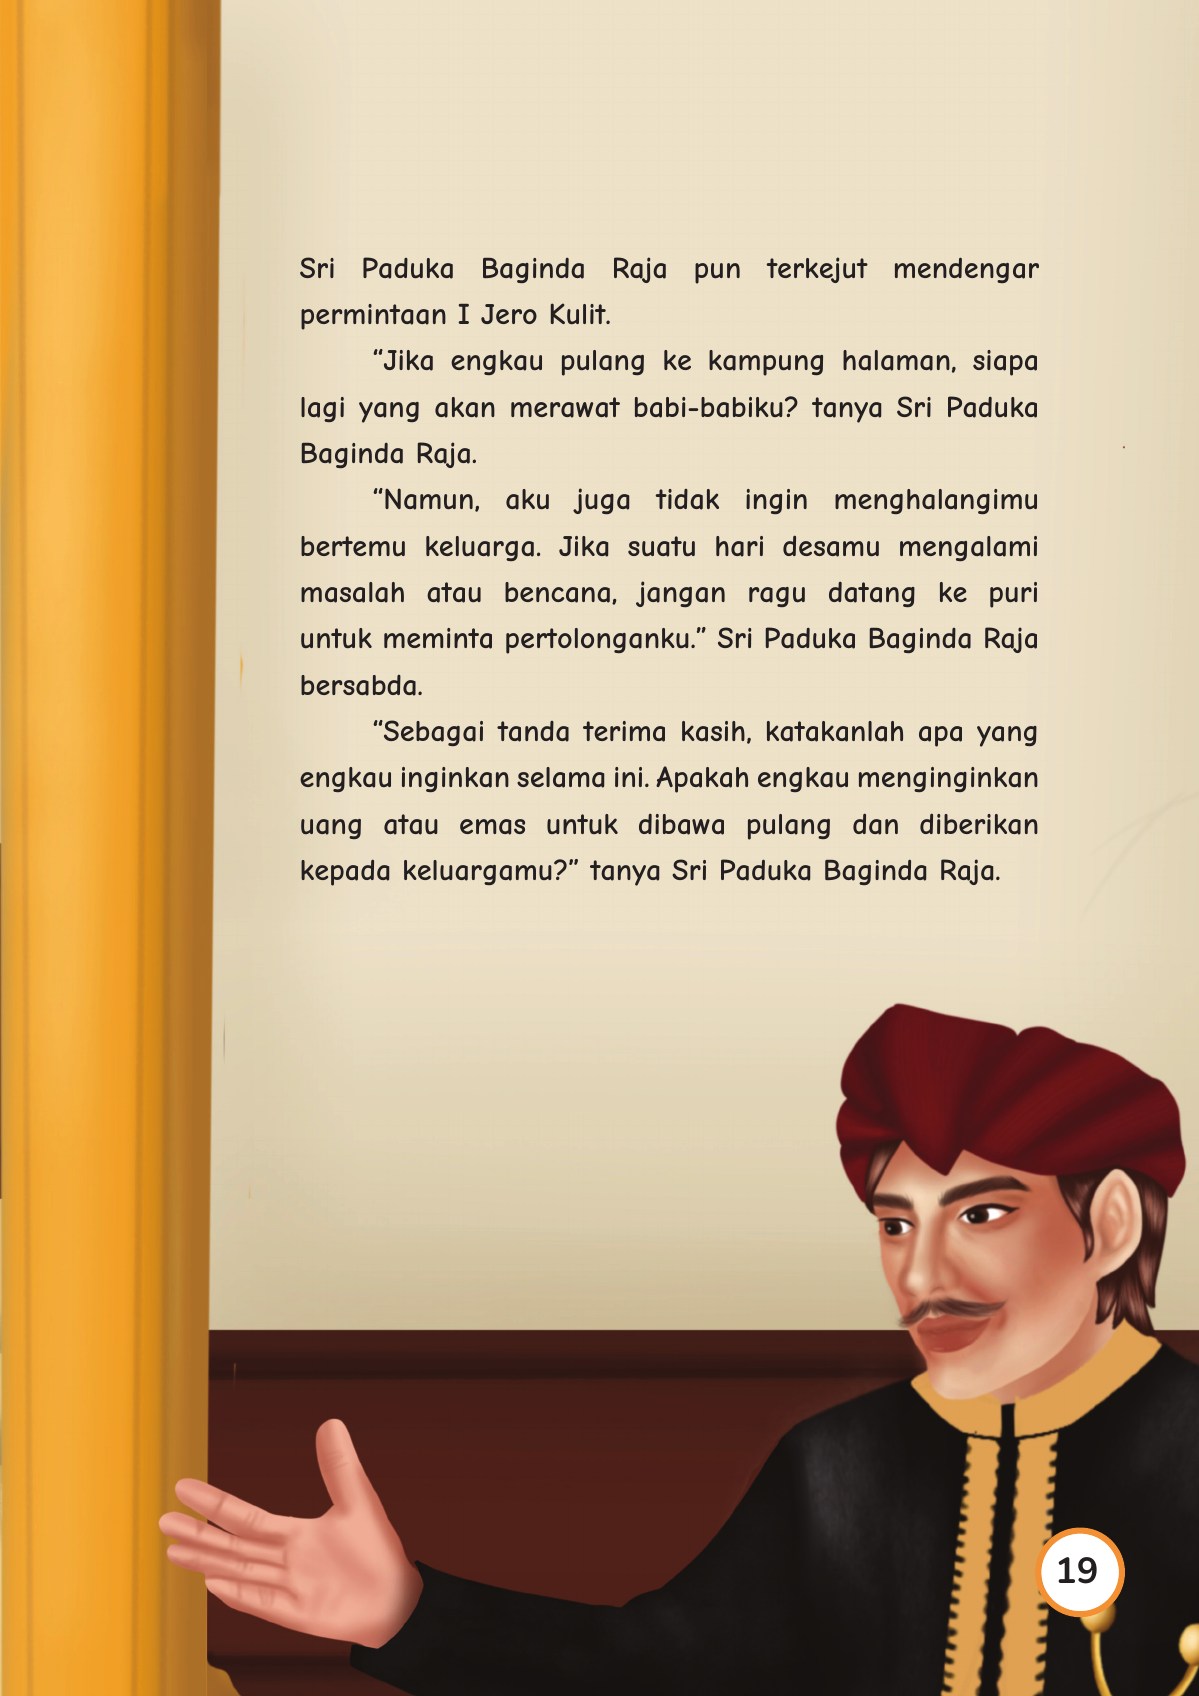 Sri Paduka Baginda Raja pun terkejut mendengar
permintaan I Jero Kulit.
“Jika engkau pulang ke kampung halaman, siapa
lagi yang akan merawat babi-babiku? tanya Sri Paduka
Baginda Raja.
“Namun, aku juga tidak ingin menghalangimu
bertemu keluarga. Jika suatu hari desamu mengalami
masalah atau bencana, jangan ragu datang ke puri
untuk meminta pertolonganku.” Sri Paduka Baginda Raja
bersabda.
“Sebagai tanda terima kasih, katakanlah apa yang
engkau inginkan selama ini. Apakah engkau menginginkan
uang atau emas untuk dibawa pulang dan diberikan
kepada keluargamu?” tanya Sri Paduka Baginda Raja.
19